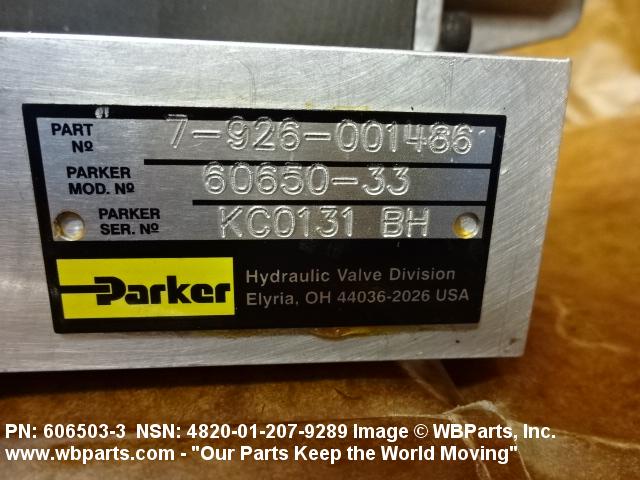 PART
Nº
7-926-001486
PARKER
MOD. Nº
60650-33
PARKER
SER. Nº
KC0131 BH
Parker
Hydraulic Valve Division
Elyria, OH 44036-2026 USA
PN: 606503-3 NSN: 4820-01-207-9289 Image © WBParts, Inc.
www.wbparts.com - "Our Parts Keep the World Moving"